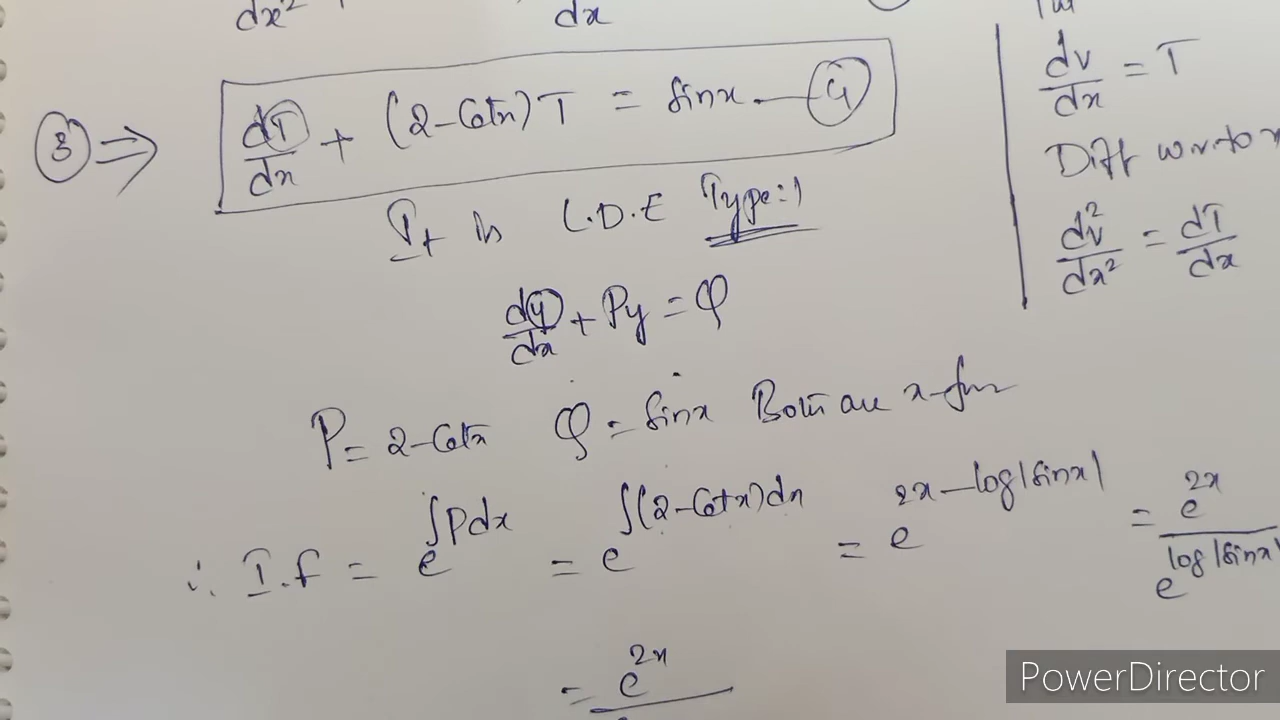 dx² dx
③ ⇒ dT/dx + (2-Cotx)T = Sinx — ④
It is L.D.E Type:1
dy/dx + Py = Q
P = 2-Cotx Q = Sinx Both are x-fun
∴ I.f = e^∫Pdx = e^∫(2-Cotx)dx = e^2x-log|Sinx| = e^2x/e^log|Sinx|
= e^2x
dv/dx = T
Diff w r to x
d²v/dx² = dT/dx
PowerDirector